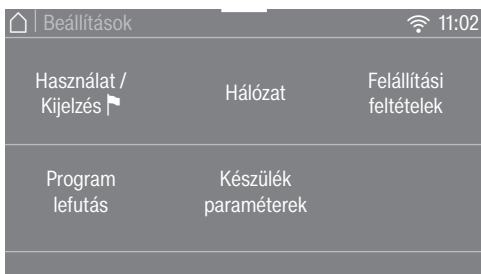 Beállítások 11:02
Használat /
Kijelzés
Hálózat
Felállítási
feltételek
Program
lefutás
Készülék
paraméterek